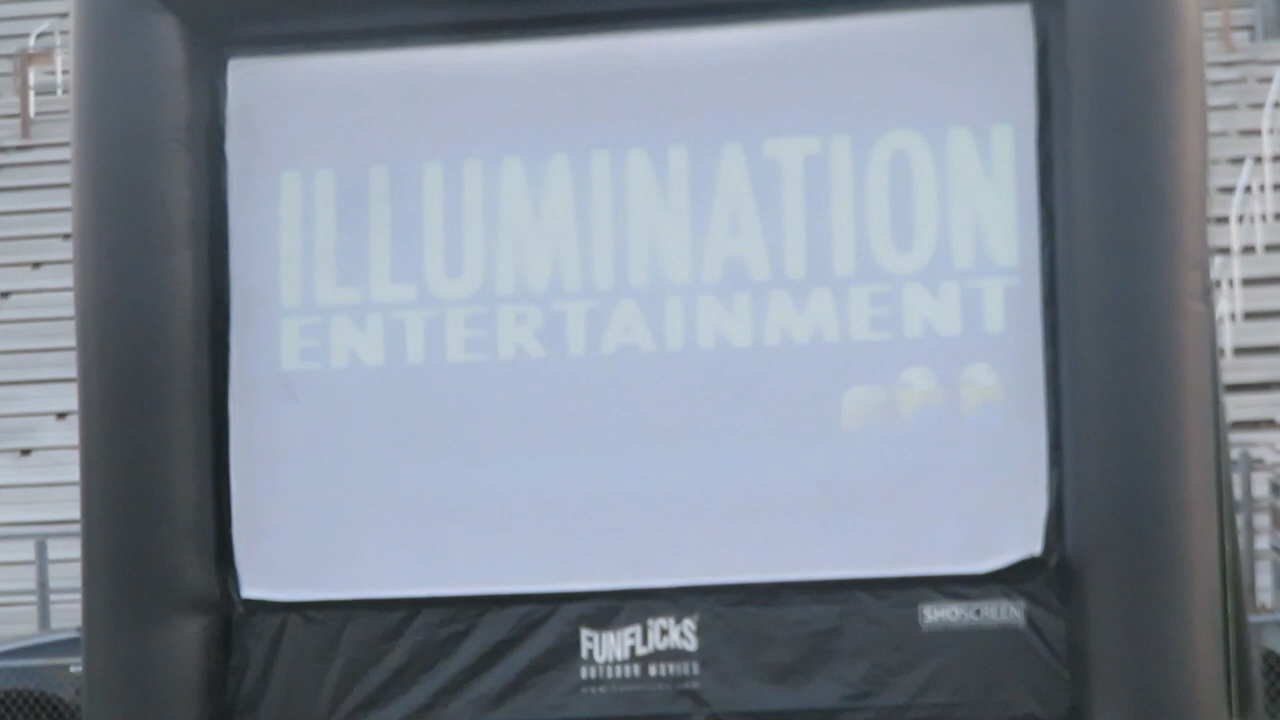 ILLUMINATION
ENTERTAINMENT
SHOSCREEN
FUNFLICKS
OUTDOOR MOVIES